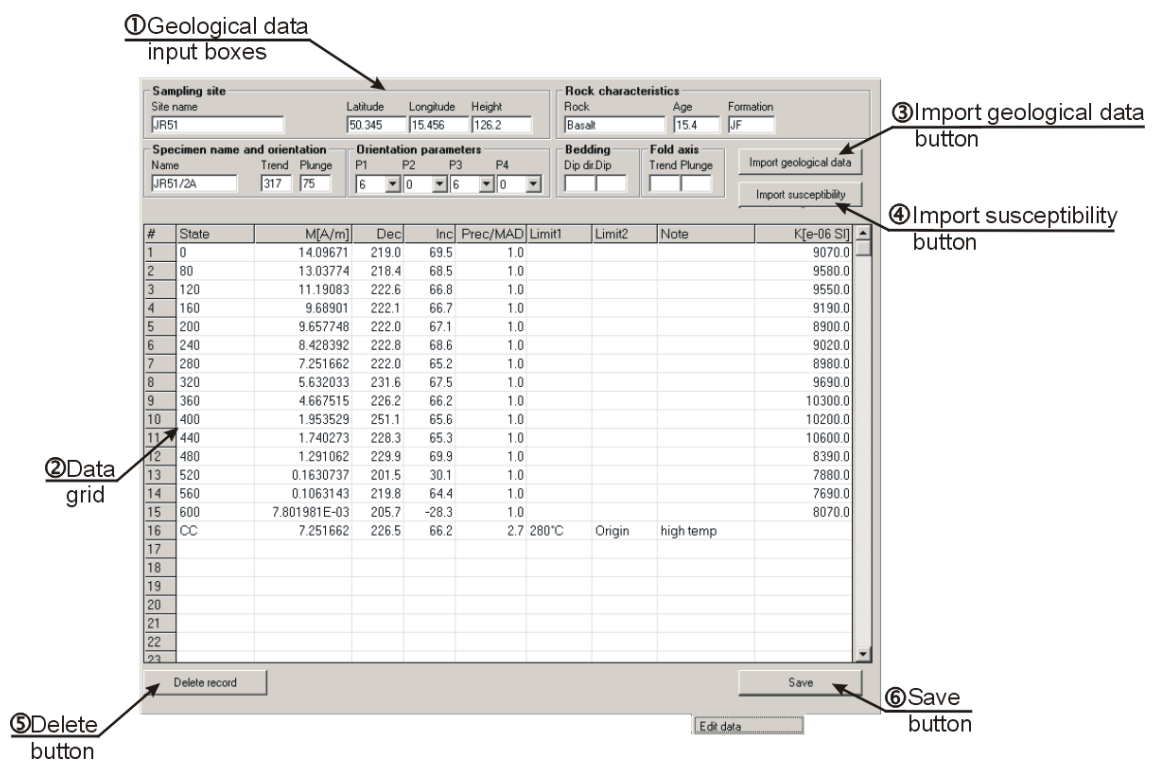 ①Geological data
input boxes
Sampling site
Rock characteristics
Site name Latitude Longitude Height Rock Age Formation
JR51 50.345 15.456 126.2 Basalt 15.4 JF
③Import geological data
button
Specimen name and orientation Orientation parameters Bedding Fold axis
Name Trend Plunge P1 P2 P3 P4 Dip dir. Dip Trend Plunge
JR51/2A 317 75 6 0 6 0
Import geological data
Import susceptibility
④Import susceptibility
button
# State M[A/m] Dec Inc Prec/MAD Limit1 Limit2 Note K[e-06 SI]
1 0 14.09671 219.0 69.5 1.0 9070.0
2 80 13.03774 218.4 68.5 1.0 9580.0
3 120 11.19083 222.6 66.8 1.0 9550.0
4 160 9.68901 222.1 66.7 1.0 9190.0
5 200 9.657748 222.0 67.1 1.0 8900.0
6 240 8.428392 222.8 68.6 1.0 9020.0
7 280 7.251662 222.0 65.2 1.0 8980.0
8 320 5.632033 231.6 67.5 1.0 9690.0
9 360 4.667515 226.2 66.2 1.0 10300.0
10 400 1.953529 251.1 65.6 1.0 10200.0
11 440 1.740273 228.3 65.3 1.0 10600.0
12 480 1.291062 229.9 69.9 1.0 8390.0
13 520 0.1630737 201.5 30.1 1.0 7880.0
14 560 0.1063143 219.8 64.4 1.0 7690.0
15 600 7.801981E-03 205.7 -28.3 1.0 8070.0
16 CC 7.251662 226.5 66.2 2.7 280°C Origin high temp
17
18
19
20
21
22
23
②Data
grid
Delete record
Save
⑤Delete
button
⑥Save
button
Edit data